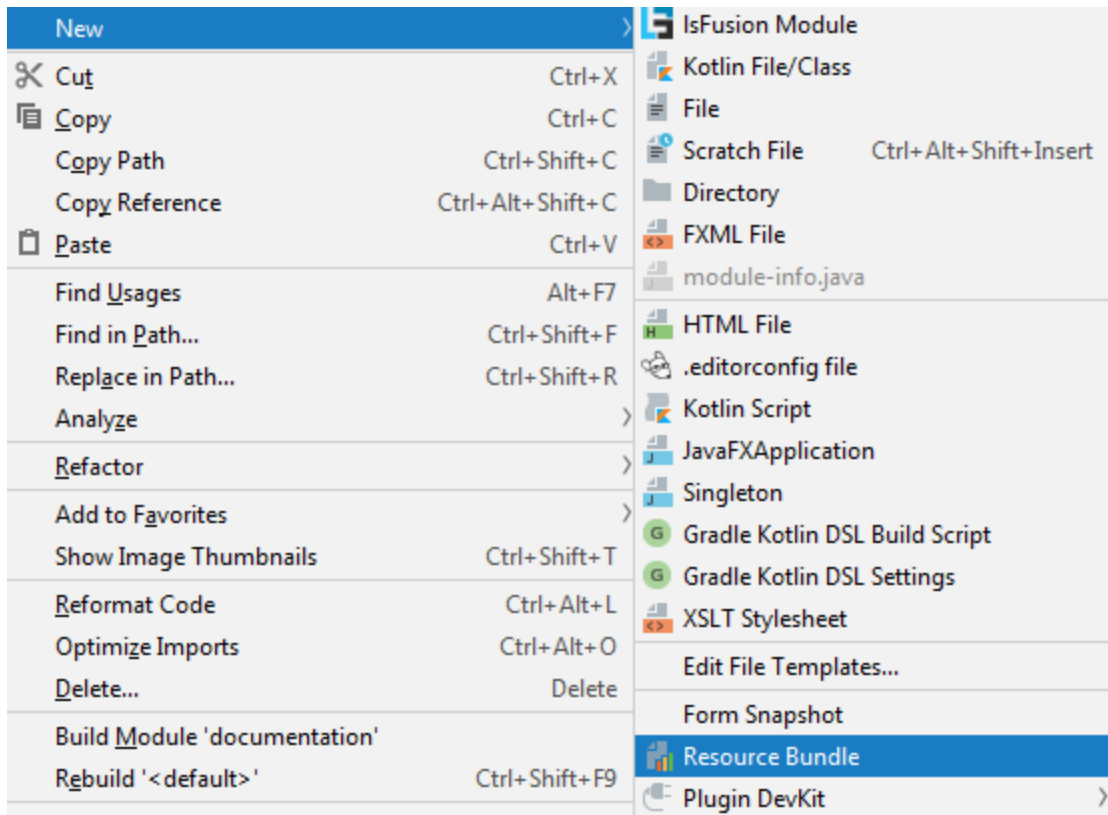 New
Cut Ctrl+X
Copy Ctrl+C
Copy Path Ctrl+Shift+C
Copy Reference Ctrl+Alt+Shift+C
Paste Ctrl+V
Find Usages Alt+F7
Find in Path... Ctrl+Shift+F
Replace in Path... Ctrl+Shift+R
Analyze
Refactor
Add to Favorites
Show Image Thumbnails Ctrl+Shift+T
Reformat Code Ctrl+Alt+L
Optimize Imports Ctrl+Alt+O
Delete... Delete
Build Module 'documentation'
Rebuild '<default>' Ctrl+Shift+F9
lsFusion Module
Kotlin File/Class
File
Scratch File Ctrl+Alt+Shift+Insert
Directory
FXML File
module-info.java
HTML File
.editorconfig file
Kotlin Script
JavaFXApplication
Singleton
Gradle Kotlin DSL Build Script
Gradle Kotlin DSL Settings
XSLT Stylesheet
Edit File Templates...
Form Snapshot
Resource Bundle
Plugin DevKit